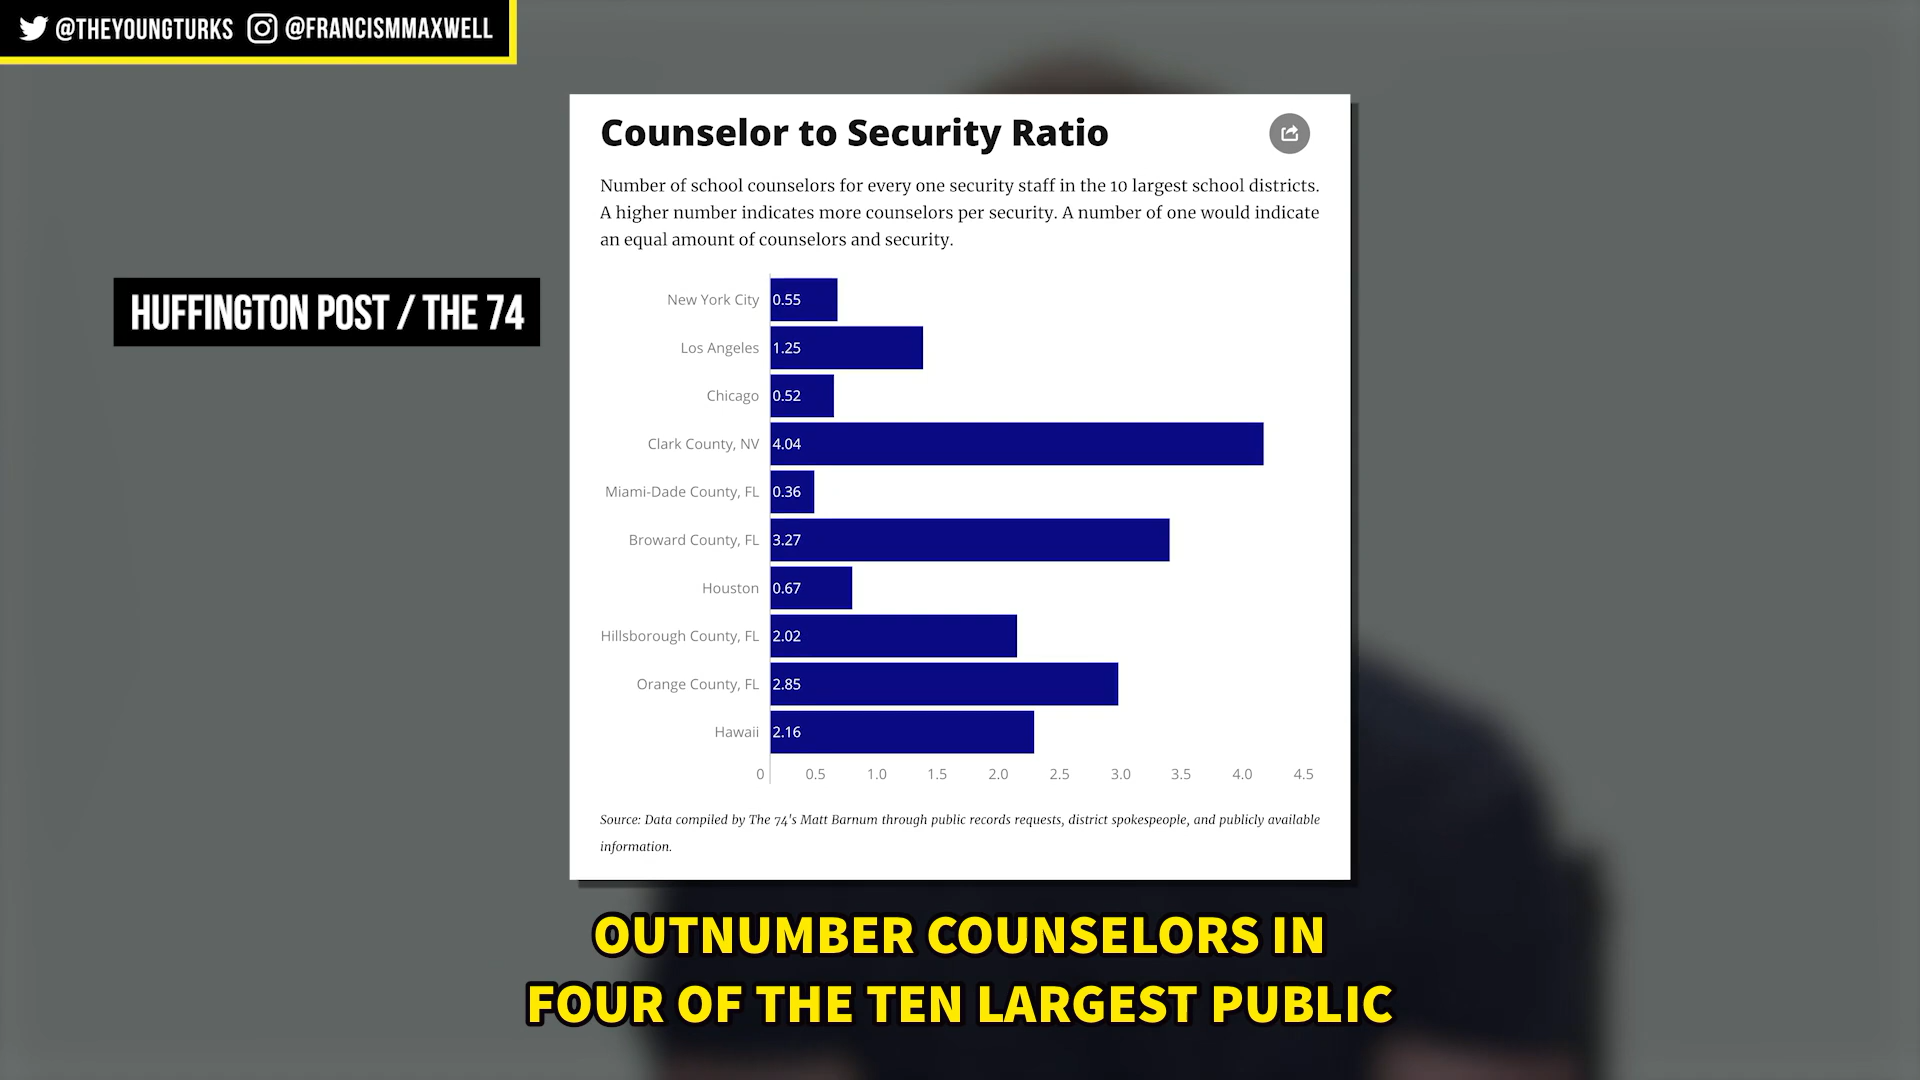 @THEYOUNGTURKS @FRANCISMMAXWELL
Counselor to Security Ratio
Number of school counselors for every one security staff in the 10 largest school districts.
A higher number indicates more counselors per security. A number of one would indicate
an equal amount of counselors and security.
HUFFINGTON POST / THE 74
New York City 0.55
Los Angeles 1.25
Chicago 0.52
Clark County, NV 4.04
Miami-Dade County, FL 0.36
Broward County, FL 3.27
Houston 0.67
Hillsborough County, FL 2.02
Orange County, FL 2.85
Hawaii 2.16
0 0.5 1.0 1.5 2.0 2.5 3.0 3.5 4.0 4.5
Source: Data compiled by The 74's Matt Barnum through public records requests, district spokespeople, and publicly available
information.
OUTNUMBER COUNSELORS IN
FOUR OF THE TEN LARGEST PUBLIC